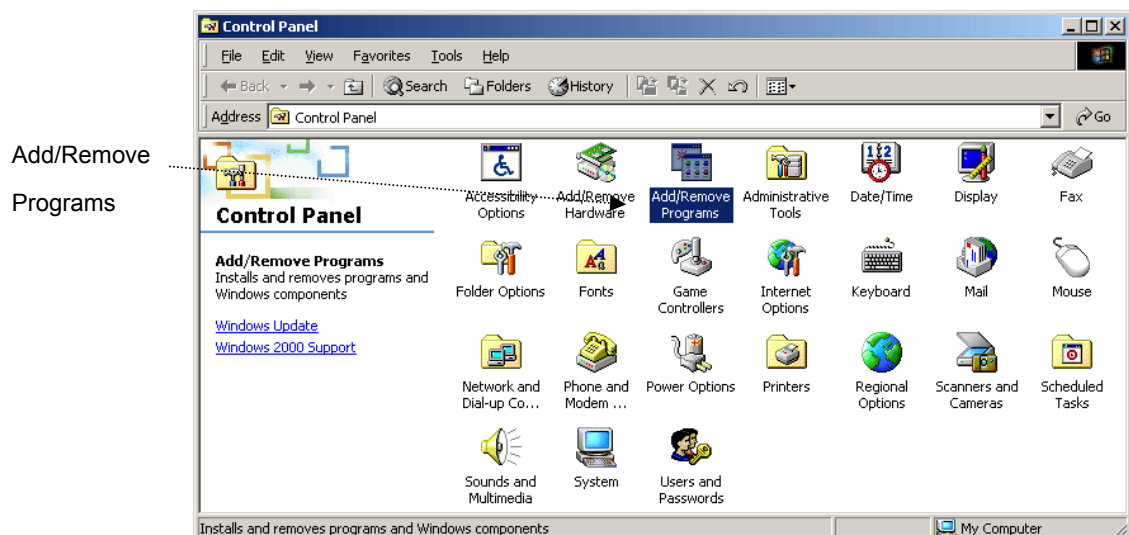 Control Panel
File Edit View Favorites Tools Help
Back Search Folders History
Address Control Panel Go
Add/Remove
Programs
Control Panel
Add/Remove Programs
Installs and removes programs and
Windows components
Windows Update
Windows 2000 Support
Accessibility
Options
Add/Remove
Hardware
Add/Remove
Programs
Administrative
Tools
Date/Time
Display
Fax
Folder Options
Fonts
Game
Controllers
Internet
Options
Keyboard
Mail
Mouse
Network and
Dial-up Co...
Phone and
Modem ...
Power Options
Printers
Regional
Options
Scanners and
Cameras
Scheduled
Tasks
Sounds and
Multimedia
System
Users and
Passwords
Installs and removes programs and Windows components
My Computer